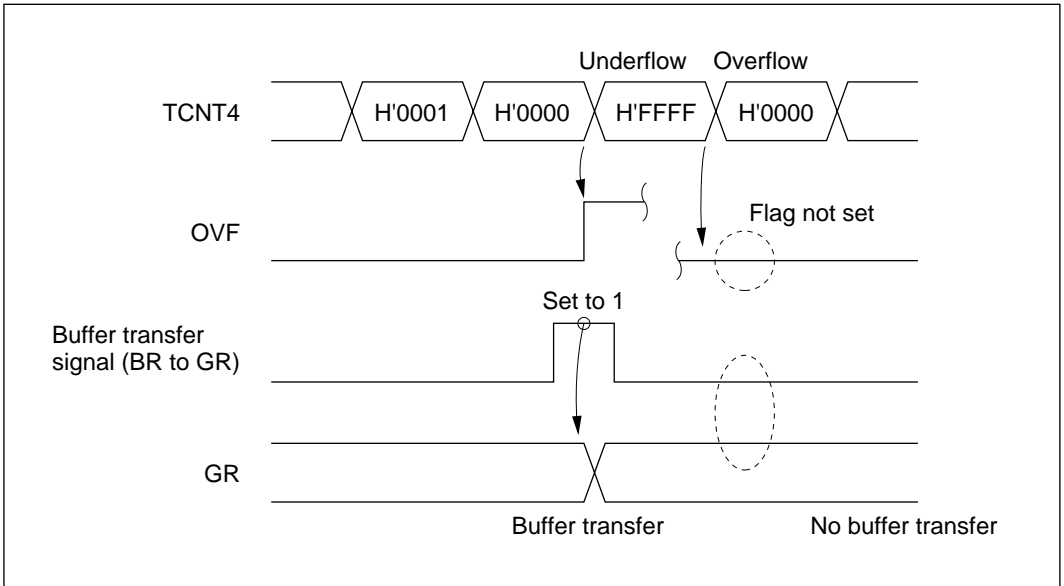 Underflow Overflow
TCNT4 H'0001 H'0000 H'FFFF H'0000
OVF
Flag not set
Set to 1
Buffer transfer
signal (BR to GR)
GR
Buffer transfer No buffer transfer